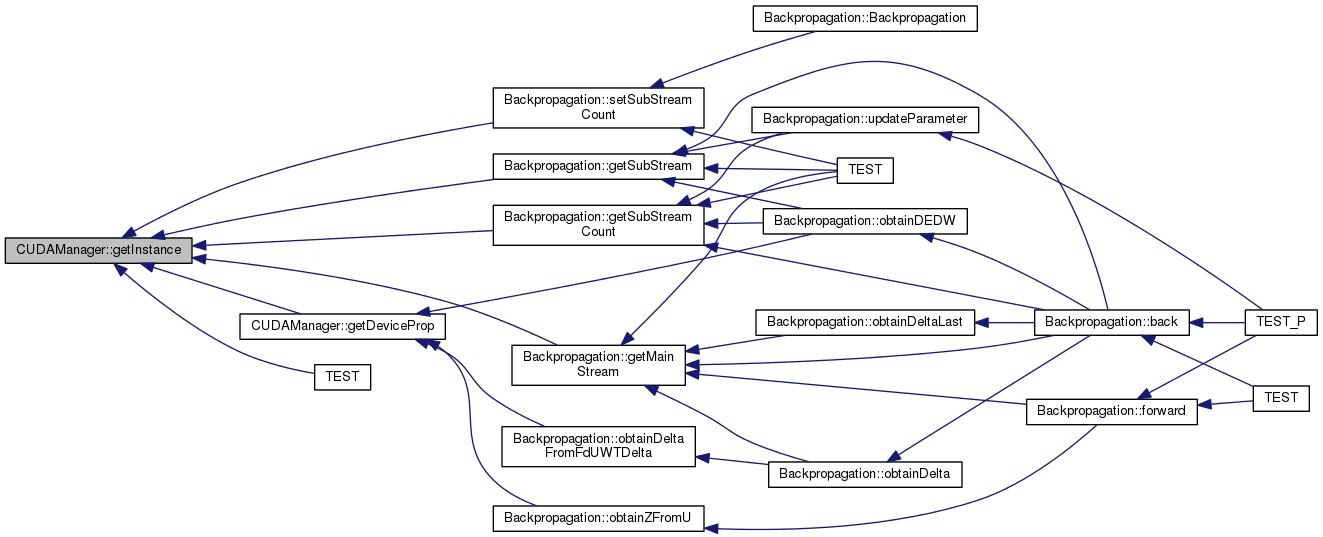 Backpropagation::Backpropagation
Backpropagation::setSubStream
Count
Backpropagation::updateParameter
Backpropagation::getSubStream
TEST
Backpropagation::getSubStream
Count
Backpropagation::obtainDEDW
CUDAManager::getInstance
CUDAManager::getDeviceProp
Backpropagation::obtainDeltaLast
Backpropagation::back
TEST_P
Backpropagation::getMain
Stream
TEST
TEST
Backpropagation::forward
Backpropagation::obtainDelta
FromFdUWTDelta
Backpropagation::obtainDelta
Backpropagation::obtainZFromU